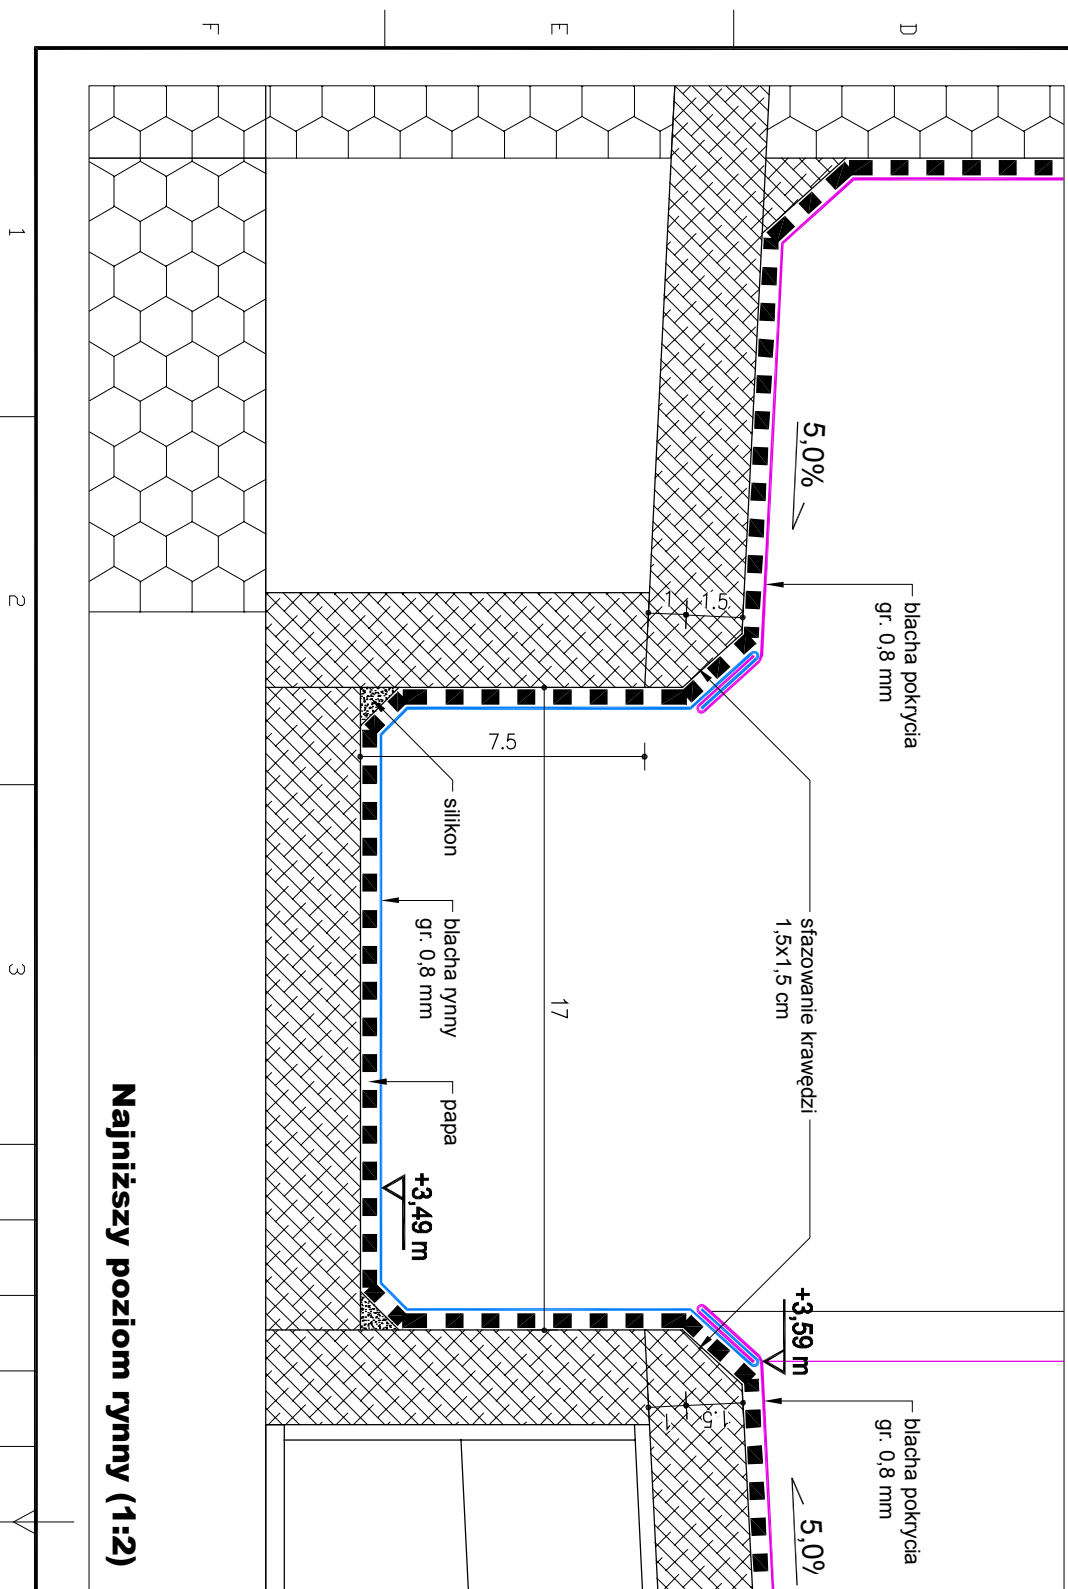 F
E
D
1
2
3
5,0%
blacha pokrycia
gr. 0,8 mm
1
1.5
7.5
silikon
17
sfazowanie krawędzi
1,5x1,5 cm
blacha rynny
gr. 0,8 mm
papa
+3,49 m
+3,59 m
1
1.5
blacha pokrycia
gr. 0,8 mm
5,0%
Najniższy poziom rynny (1:2)